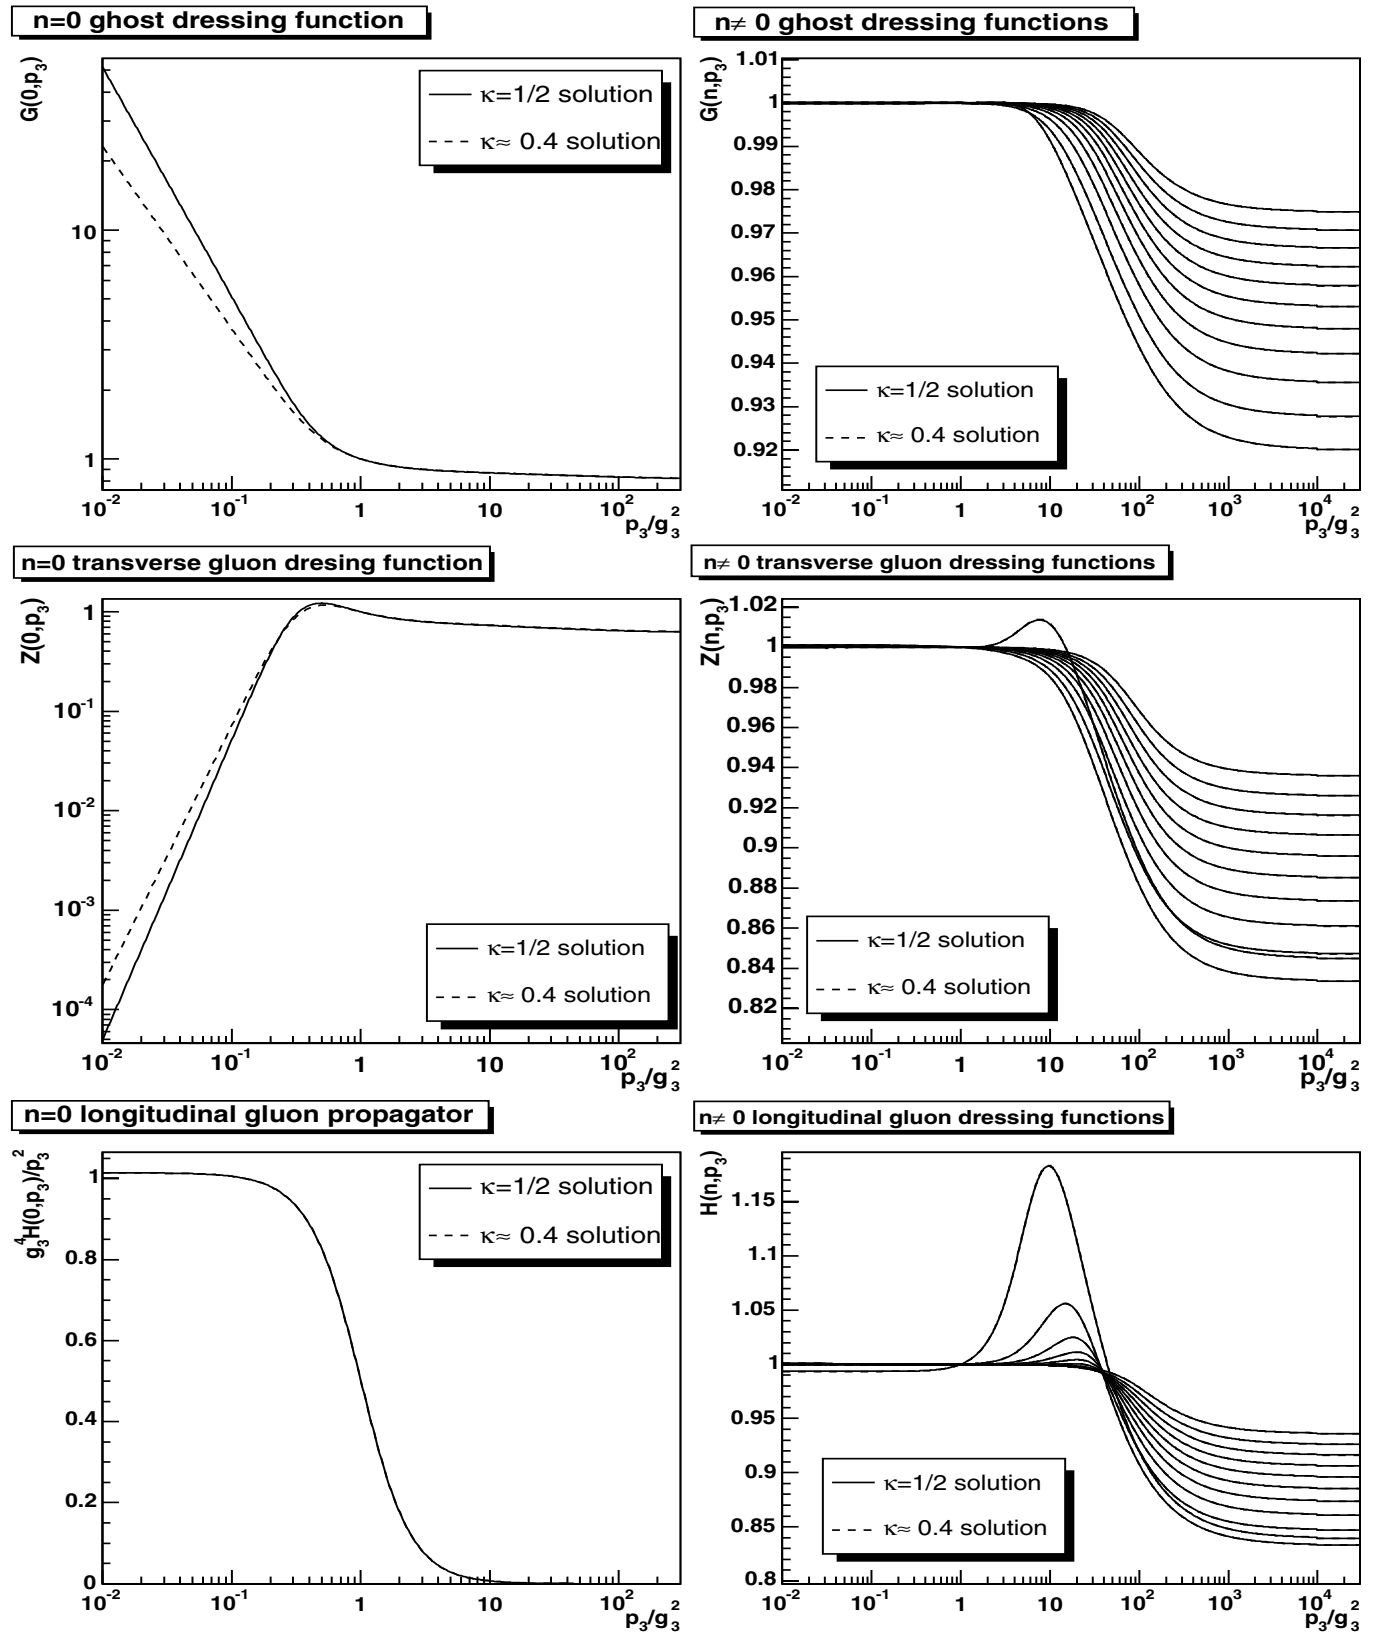 n=0 ghost dressing function
G(0,p₃)
κ=1/2 solution
κ≈ 0.4 solution
10
1
10⁻² 10⁻¹ 1 10 10²
p₃/g₃²
n≠ 0 ghost dressing functions
G(n,p₃)
1.01
1
0.99
0.98
0.97
0.96
0.95
0.94
0.93
0.92
κ=1/2 solution
κ≈ 0.4 solution
10⁻² 10⁻¹ 1 10 10² 10³ 10⁴
p₃/g₃²
n=0 transverse gluon dresing function
Z(0,p₃)
1
10⁻¹
10⁻²
10⁻³
10⁻⁴
κ=1/2 solution
κ≈ 0.4 solution
10⁻² 10⁻¹ 1 10 10²
p₃/g₃²
n≠ 0 transverse gluon dressing functions
Z(n,p₃)
1.02
1
0.98
0.96
0.94
0.92
0.9
0.88
0.86
0.84
0.82
κ=1/2 solution
κ≈ 0.4 solution
10⁻² 10⁻¹ 1 10 10² 10³ 10⁴
p₃/g₃²
n=0 longitudinal gluon propagator
g₃⁴H(0,p₃)/p₃²
κ=1/2 solution
κ≈ 0.4 solution
1
0.8
0.6
0.4
0.2
0
10⁻² 10⁻¹ 1 10 10²
p₃/g₃²
n≠ 0 longitudinal gluon dressing functions
H(n,p₃)
1.15
1.1
1.05
1
0.95
0.9
0.85
0.8
κ=1/2 solution
κ≈ 0.4 solution
10⁻² 10⁻¹ 1 10 10² 10³ 10⁴
p₃/g₃²